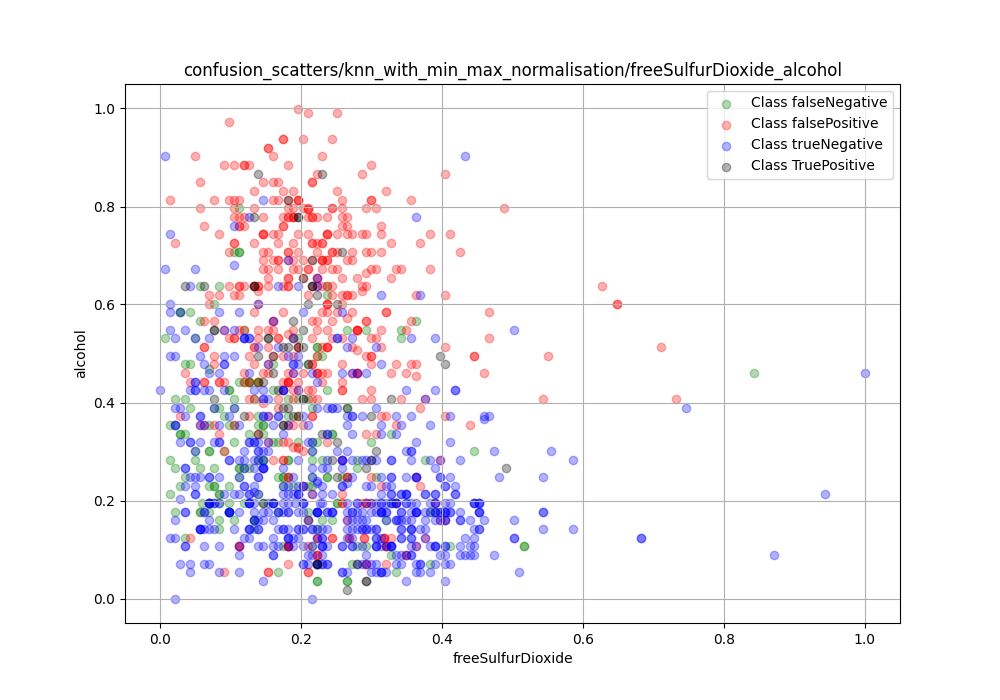 confusion_scatters/knn_with_min_max_normalisation/freeSulfurDioxide_alcohol
Class falseNegative
Class falsePositive
Class trueNegative
Class TruePositive
1.0
0.8
0.6
0.4
0.2
0.0
alcohol
0.0 0.2 0.4 0.6 0.8 1.0
freeSulfurDioxide